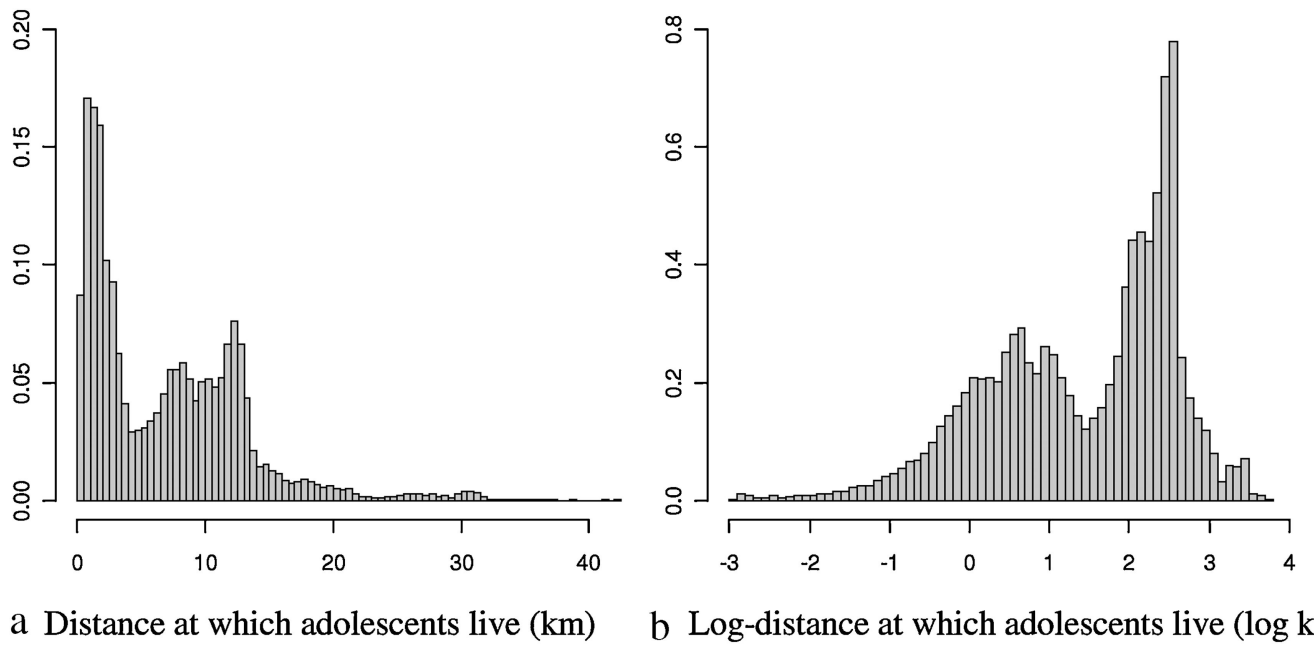 0.20
0.15
0.10
0.05
0.00
0 10 20 30 40
a Distance at which adolescents live (km)
0.8
0.6
0.4
0.2
0.0
-3 -2 -1 0 1 2 3 4
b Log-distance at which adolescents live (log k